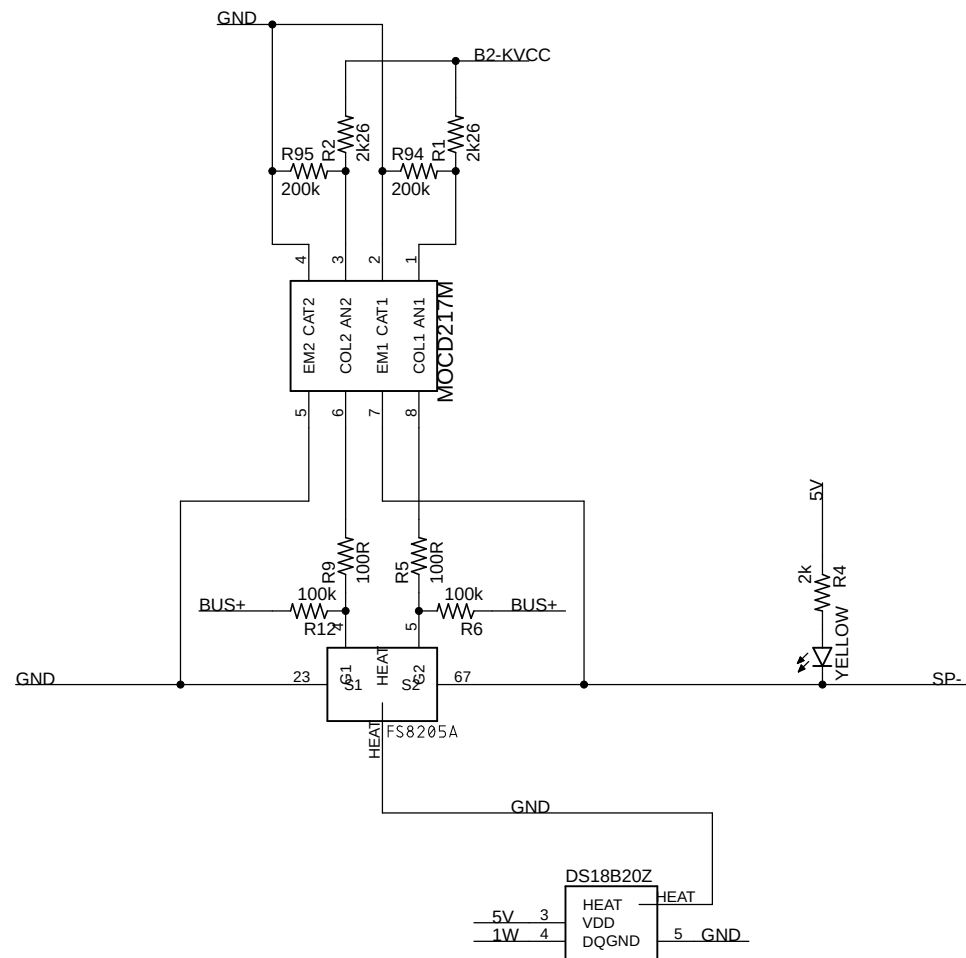 GND
B2-KVCC
R2
2k26
R1
2k26
R95
200k
R94
200k
4
3
2
1
EM2 CAT2
COL2 AN2
EM1 CAT1
COL1 AN1
MOCD217M
5
6
7
8
5V
R9
100R
R5
100R
2k
R4
100k
100k
BUS+
BUS+
R12
4
5
R6
YELLOW
GND
23
S1
G1
HEAT
S2
G2
67
SP-
HEAT
FS8205A
GND
DS18B20Z
HEAT
HEAT
5V
3
VDD
1W
4
DQ
GND
5
GND